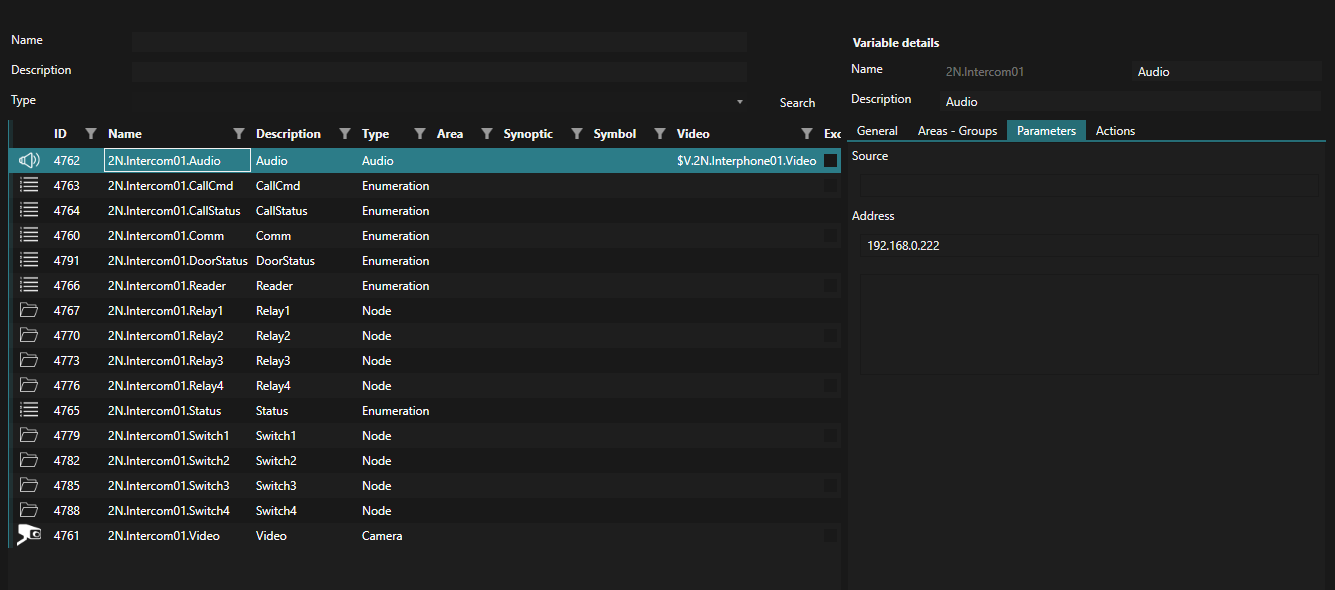 Name
Description
Type
Search
ID Name Description Type Area Synoptic Symbol Video Exc
4762 2N.Intercom01.Audio Audio Audio $V.2N.Interphone01.Video
4763 2N.Intercom01.CallCmd CallCmd Enumeration
4764 2N.Intercom01.CallStatus CallStatus Enumeration
4760 2N.Intercom01.Comm Comm Enumeration
4791 2N.Intercom01.DoorStatus DoorStatus Enumeration
4766 2N.Intercom01.Reader Reader Enumeration
4767 2N.Intercom01.Relay1 Relay1 Node
4770 2N.Intercom01.Relay2 Relay2 Node
4773 2N.Intercom01.Relay3 Relay3 Node
4776 2N.Intercom01.Relay4 Relay4 Node
4765 2N.Intercom01.Status Status Enumeration
4779 2N.Intercom01.Switch1 Switch1 Node
4782 2N.Intercom01.Switch2 Switch2 Node
4785 2N.Intercom01.Switch3 Switch3 Node
4788 2N.Intercom01.Switch4 Switch4 Node
4761 2N.Intercom01.Video Video Camera
Variable details
Name 2N.Intercom01 Audio
Description Audio
General Areas - Groups Parameters Actions
Source
Address
192.168.0.222